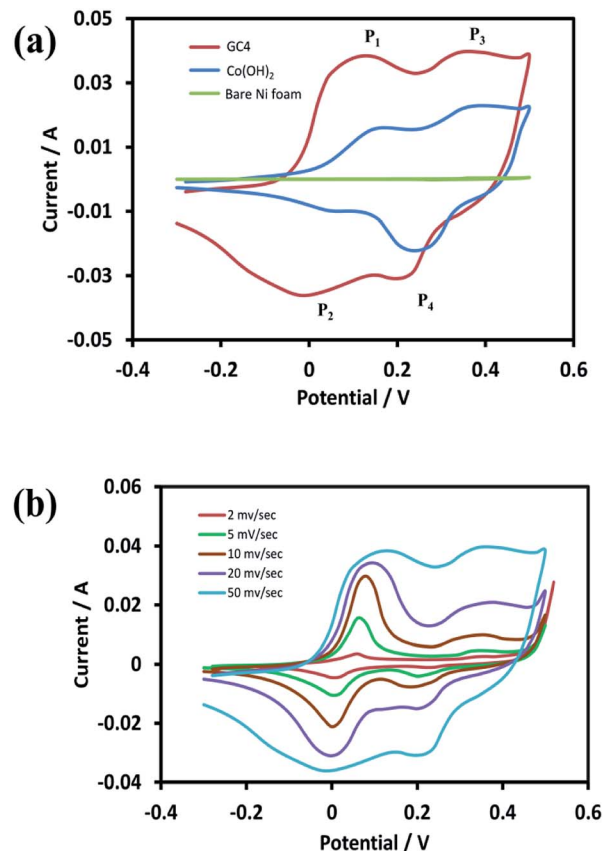 (a)
0.05
0.03
0.01
-0.01
-0.03
-0.05
Current / A
GC4
Co(OH)₂
Bare Ni foam
P₁
P₃
P₂
P₄
-0.4
-0.2
0
0.2
0.4
0.6
Potential / V
(b)
0.06
0.04
0.02
0
-0.02
-0.04
Current / A
2 mv/sec
5 mV/sec
10 mv/sec
20 mv/sec
50 mv/sec
-0.4
-0.2
0
0.2
0.4
0.6
Potential / V